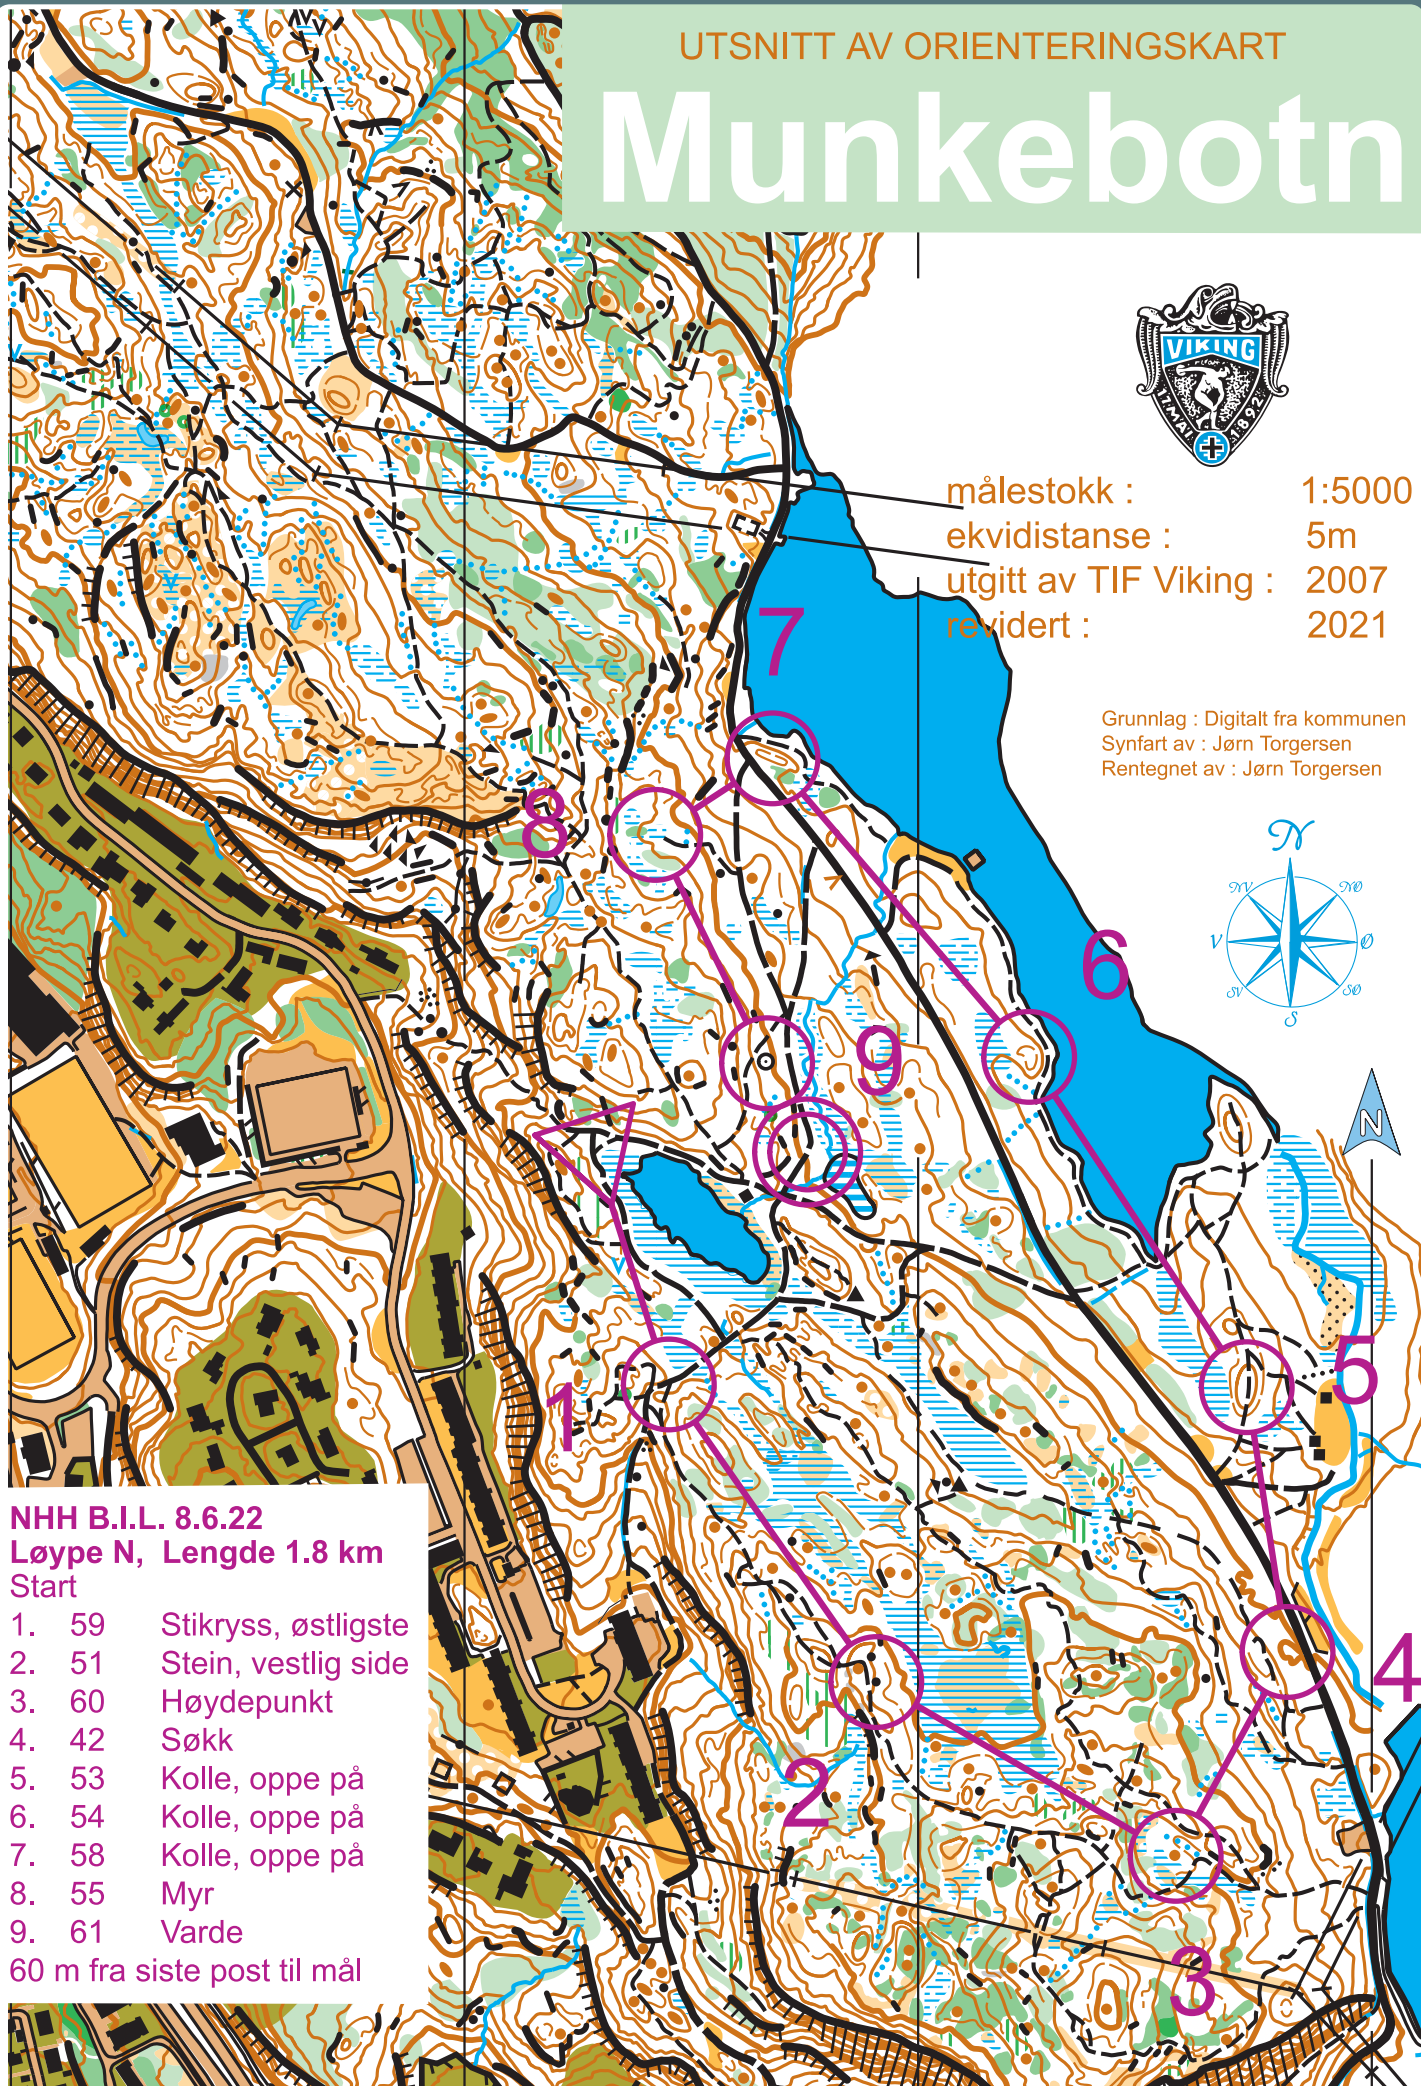 UTSNITT AV ORIENTERINGSKART
Munkebotn
VIKING
17.MAI. 1892
målestokk : 1:5000
ekvidistanse : 5m
utgitt av TIF Viking : 2007
revidert : 2021
Grunnlag : Digitalt fra kommunen
Synfart av : Jørn Torgersen
Rentegnet av : Jørn Torgersen
N
NV NØ
V Ø
SV SØ
S
N
7
8
6
9
5
1
4
2
3
NHH B.I.L. 8.6.22
Løype N, Lengde 1.8 km
Start
1. 59 Stikryss, østligste
2. 51 Stein, vestlig side
3. 60 Høydepunkt
4. 42 Søkk
5. 53 Kolle, oppe på
6. 54 Kolle, oppe på
7. 58 Kolle, oppe på
8. 55 Myr
9. 61 Varde
60 m fra siste post til mål